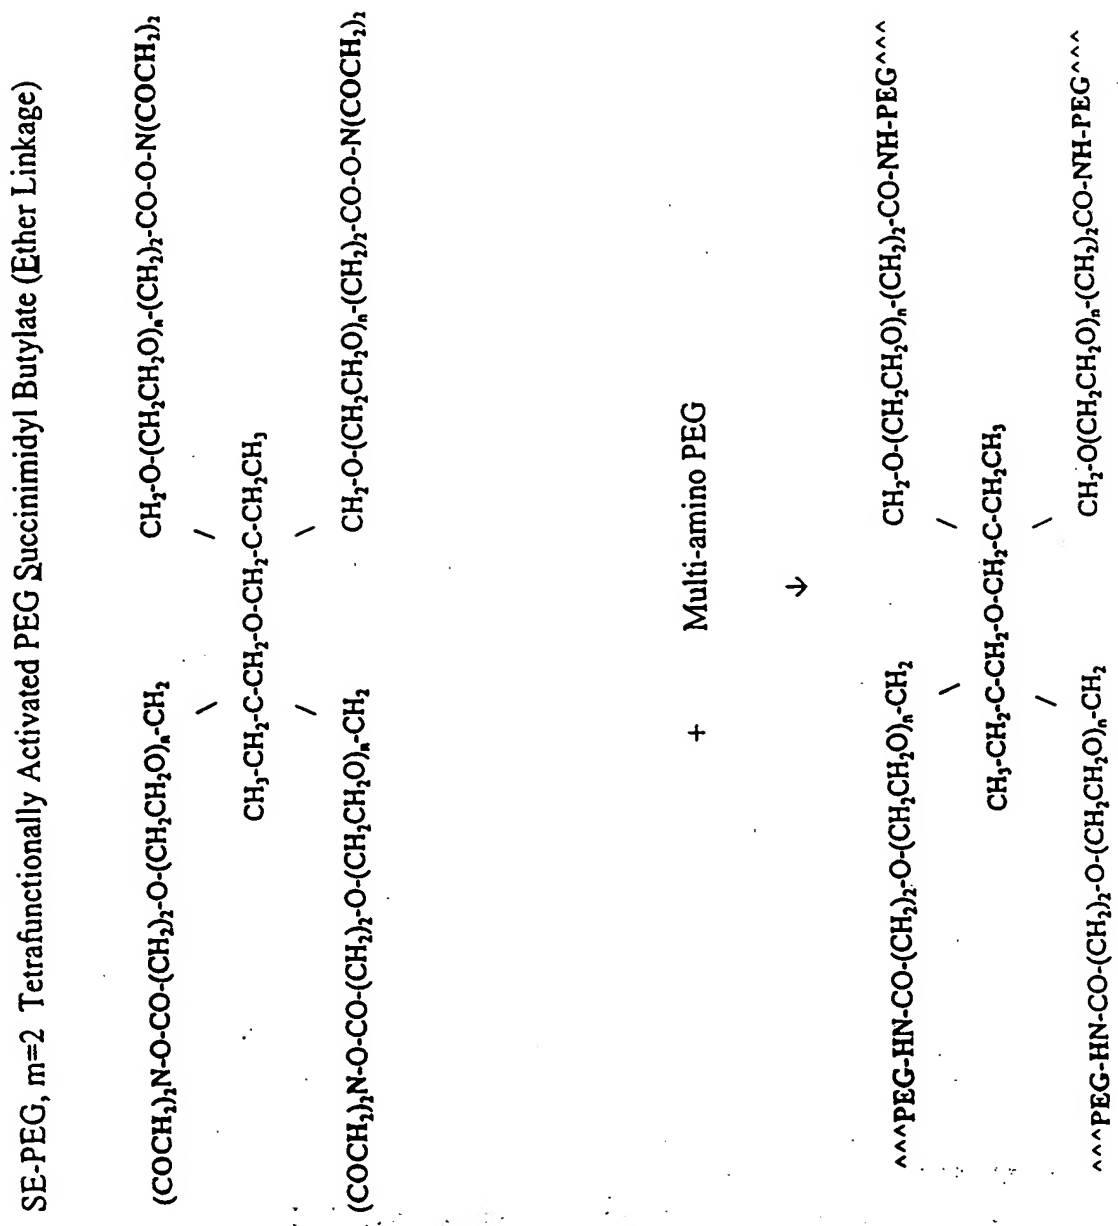 SE-PEG, m=2 Tetrafunctionally Activated PEG Succinimidyl Butylate (Ether Linkage)
(COCH₂)₂N-O-CO-(CH₂)₂-O-(CH₂CH₂O)ₙ-CH₂ CH₂-O-(CH₂CH₂O)ₙ-(CH₂)₂-CO-O-N(COCH₂)₂
\ /
CH₃-CH₂-C-CH₂-O-CH₂-C-CH₂CH₃
/ \
(COCH₂)₂N-O-CO-(CH₂)₂-O-(CH₂CH₂O)ₙ-CH₂ CH₂-O-(CH₂CH₂O)ₙ-(CH₂)₂-CO-O-N(COCH₂)₂
+ Multi-amino PEG
↓
^^^PEG-HN-CO-(CH₂)₂-O-(CH₂CH₂O)ₙ-CH₂ CH₂-O-(CH₂CH₂O)ₙ-(CH₂)₂-CO-NH-PEG^^^
\ /
CH₃-CH₂-C-CH₂-O-CH₂-C-CH₂CH₃
/ \
^^^PEG-HN-CO-(CH₂)₂-O-(CH₂CH₂O)ₙ-CH₂ CH₂-O(CH₂CH₂O)ₙ-(CH₂)₂CO-NH-PEG^^^